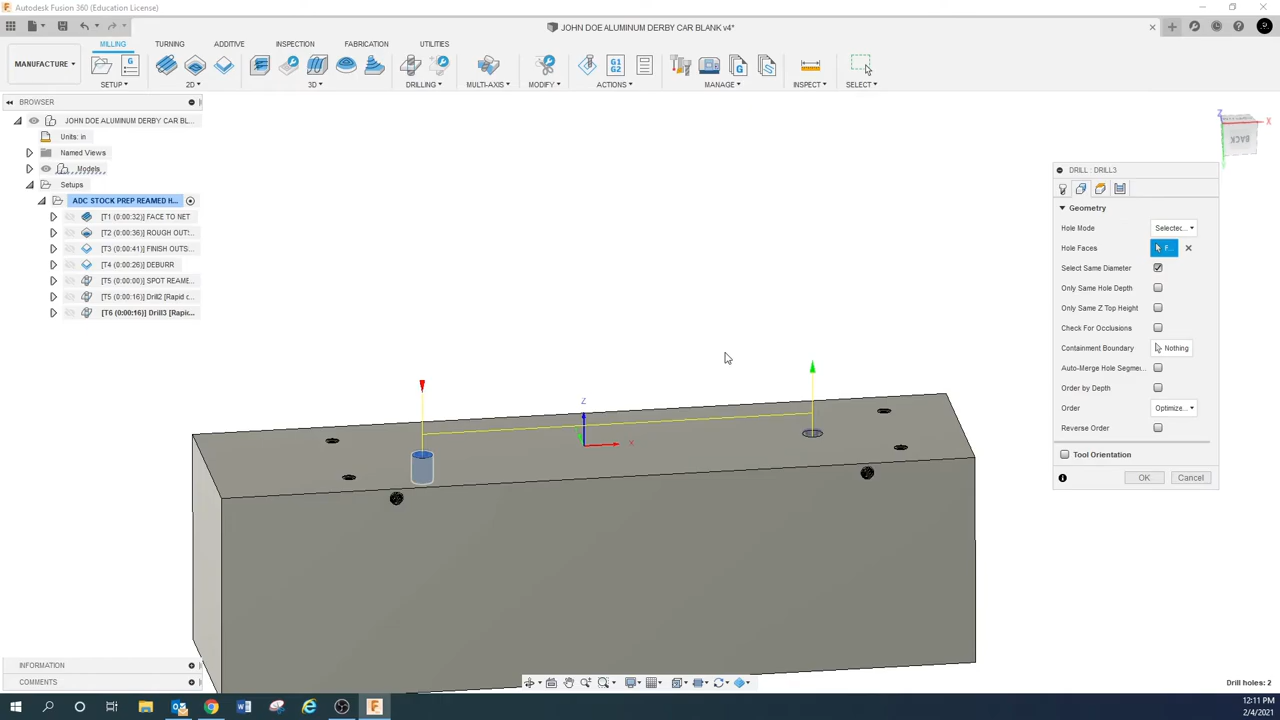 Autodesk Fusion 360 (Education License)
JOHN DOE ALUMINUM DERBY CAR BLANK v4*
MILLING TURNING ADDITIVE INSPECTION FABRICATION UTILITIES
MANUFACTURE
SETUP 2D 3D DRILLING MULTI-AXIS MODIFY ACTIONS MANAGE INSPECT SELECT
G1
G2
BROWSER
JOHN DOE ALUMINUM DERBY CAR BL...
Units: in
Named Views
Models
Setups
ADC STOCK PREP REAMED H...
[T1 (0:00:32)] FACE TO NET
[T2 (0:00:36)] ROUGH OUT:...
[T3 (0:00:41)] FINISH OUTS:...
[T4 (0:00:26)] DEBURR
[T5 (0:00:00)] SPOT REAME...
[T5 (0:00:16)] Drill2 [Rapid c...
[T6 (0:00:16)] Drill3 [Rapi...
Z
X
BACK
Z
X
DRILL : DRILL3
Geometry
Hole Mode Selected...
Hole Faces F...
Select Same Diameter
Only Same Hole Depth
Only Same Z Top Height
Check For Occlusions
Containment Boundary Nothing
Auto-Merge Hole Segme...
Order by Depth
Order Optimize...
Reverse Order
Tool Orientation
OK Cancel
INFORMATION
COMMENTS
Drill holes: 2
12:11 PM
2/4/2021